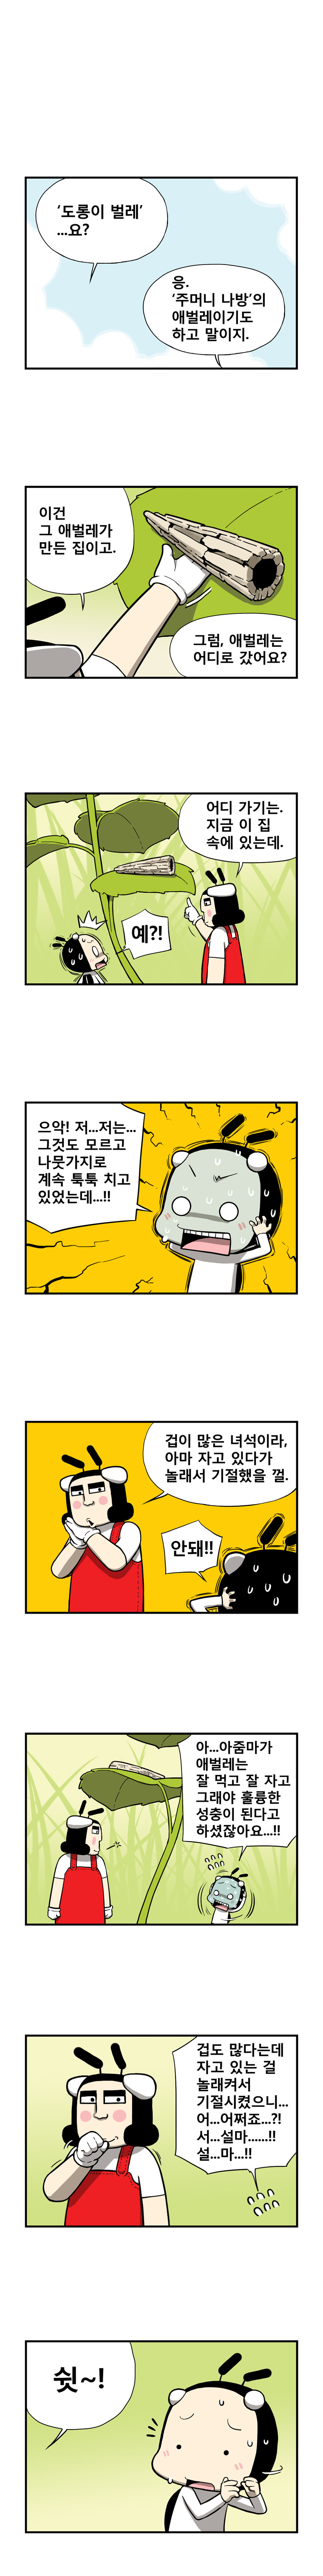 ‘도롱이 벌레’
...요?
응.
‘주머니 나방’의
애벌레이기도
하고 말이지.
이건
그 애벌레가
만든 집이고.
그럼, 애벌레는
어디로 갔어요?
어디 가기는.
지금 이 집
속에 있는데.
예?!
으악! 저...저는...
그것도 모르고
나뭇가지로
계속 툭툭 치고
있었는데...!!
겁이 많은 녀석이라,
아마 자고 있다가
놀래서 기절했을 껄.
안돼!!
아...아줌마가
애벌레는
잘 먹고 잘 자고
그래야 훌륭한
성충이 된다고
하셨잖아요...!!
겁도 많다는데
자고 있는 걸
놀래켜서
기절시켰으니...
어...어쩌죠...?!
서...설마......!!
설...마...!!
쉿~!